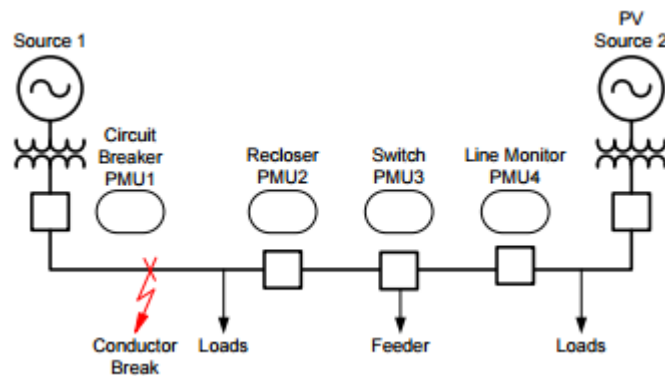 Source 1
PV
Source 2
Circuit
Breaker
PMU1
Recloser
PMU2
Switch
PMU3
Line Monitor
PMU4
Conductor
Break
Loads
Feeder
Loads